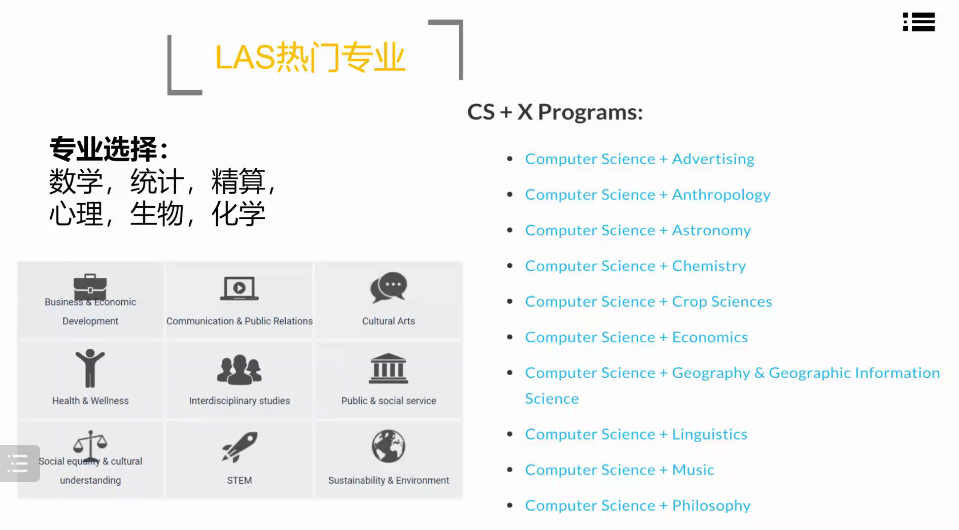 LAS热门专业
专业选择：
数学，统计，精算，
心理，生物，化学
Business & Economic
Development
Communication & Public Relations
Cultural Arts
Health & Wellness
Interdisciplinary studies
Public & social service
Social equality & cultural
understanding
STEM
Sustainability & Environment
CS + X Programs:
Computer Science + Advertising
Computer Science + Anthropology
Computer Science + Astronomy
Computer Science + Chemistry
Computer Science + Crop Sciences
Computer Science + Economics
Computer Science + Geography & Geographic Information
Science
Computer Science + Linguistics
Computer Science + Music
Computer Science + Philosophy